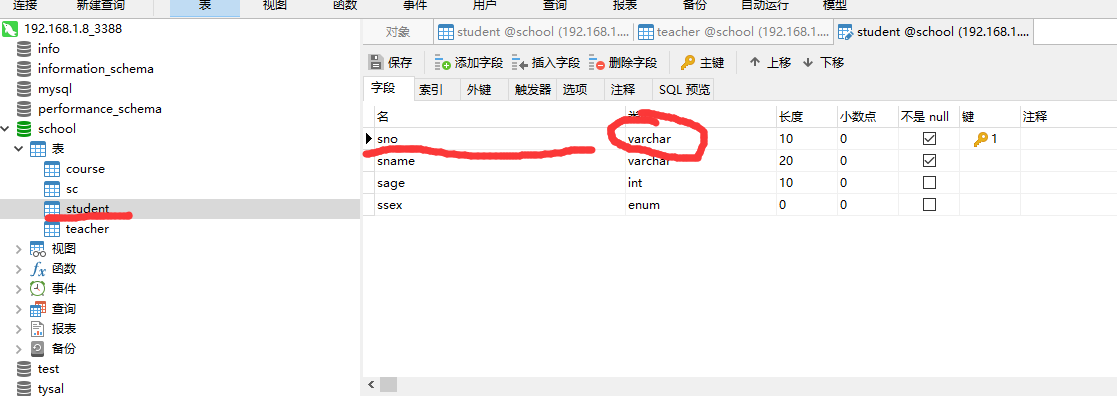 连接 新建查询 表 视图 函数 事件 用户 查询 报表 备份 自动运行 模型
192.168.1.8_3388
info
information_schema
mysql
performance_schema
school
表
course
sc
student
teacher
视图
函数
事件
查询
报表
备份
test
tysal
对象 student @school (192.168.1.... teacher @school (192.168.1.... student @school (192.168.1....
保存 添加字段 插入字段 删除字段 主键 上移 下移
字段 索引 外键 触发器 选项 注释 SQL 预览
名 长度 小数点 不是 null 键 注释
sno varchar 10 0 1
sname varchar 20 0
sage int 10 0
ssex enum 0 0